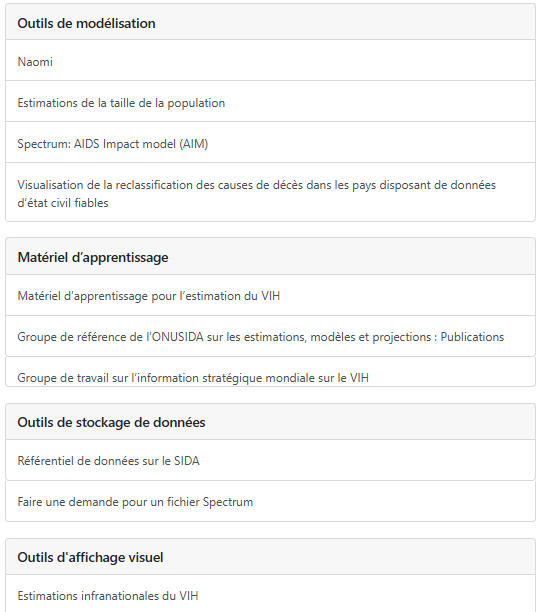 Outils de modélisation
Naomi
Estimations de la taille de la population
Spectrum: AIDS Impact model (AIM)
Visualisation de la reclassification des causes de décès dans les pays disposant de données
d’état civil fiables
Matériel d’apprentissage
Matériel d’apprentissage pour l’estimation du VIH
Groupe de référence de l’ONUSIDA sur les estimations, modèles et projections : Publications
Groupe de travail sur l’information stratégique mondiale sur le VIH
Outils de stockage de données
Référentiel de données sur le SIDA
Faire une demande pour un fichier Spectrum
Outils d'affichage visuel
Estimations infranationales du VIH